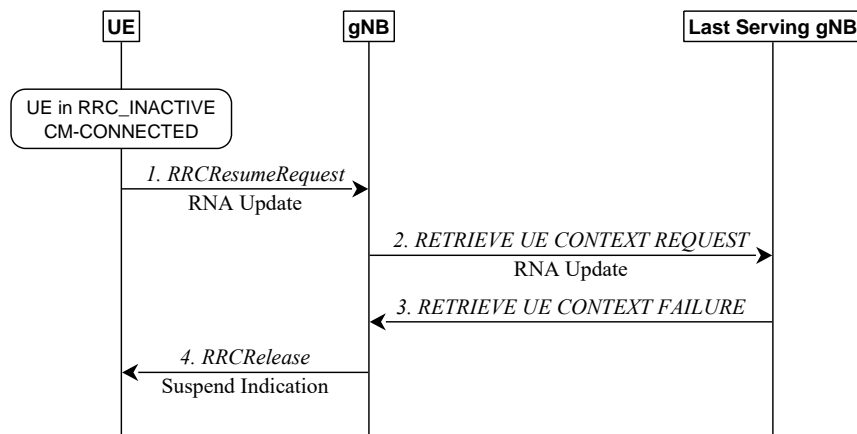 UE
gNB
Last Serving gNB
UE in RRC_INACTIVE
CM-CONNECTED
1. RRCResumeRequest
RNA Update
2. RETRIEVE UE CONTEXT REQUEST
RNA Update
3. RETRIEVE UE CONTEXT FAILURE
4. RRCRelease
Suspend Indication